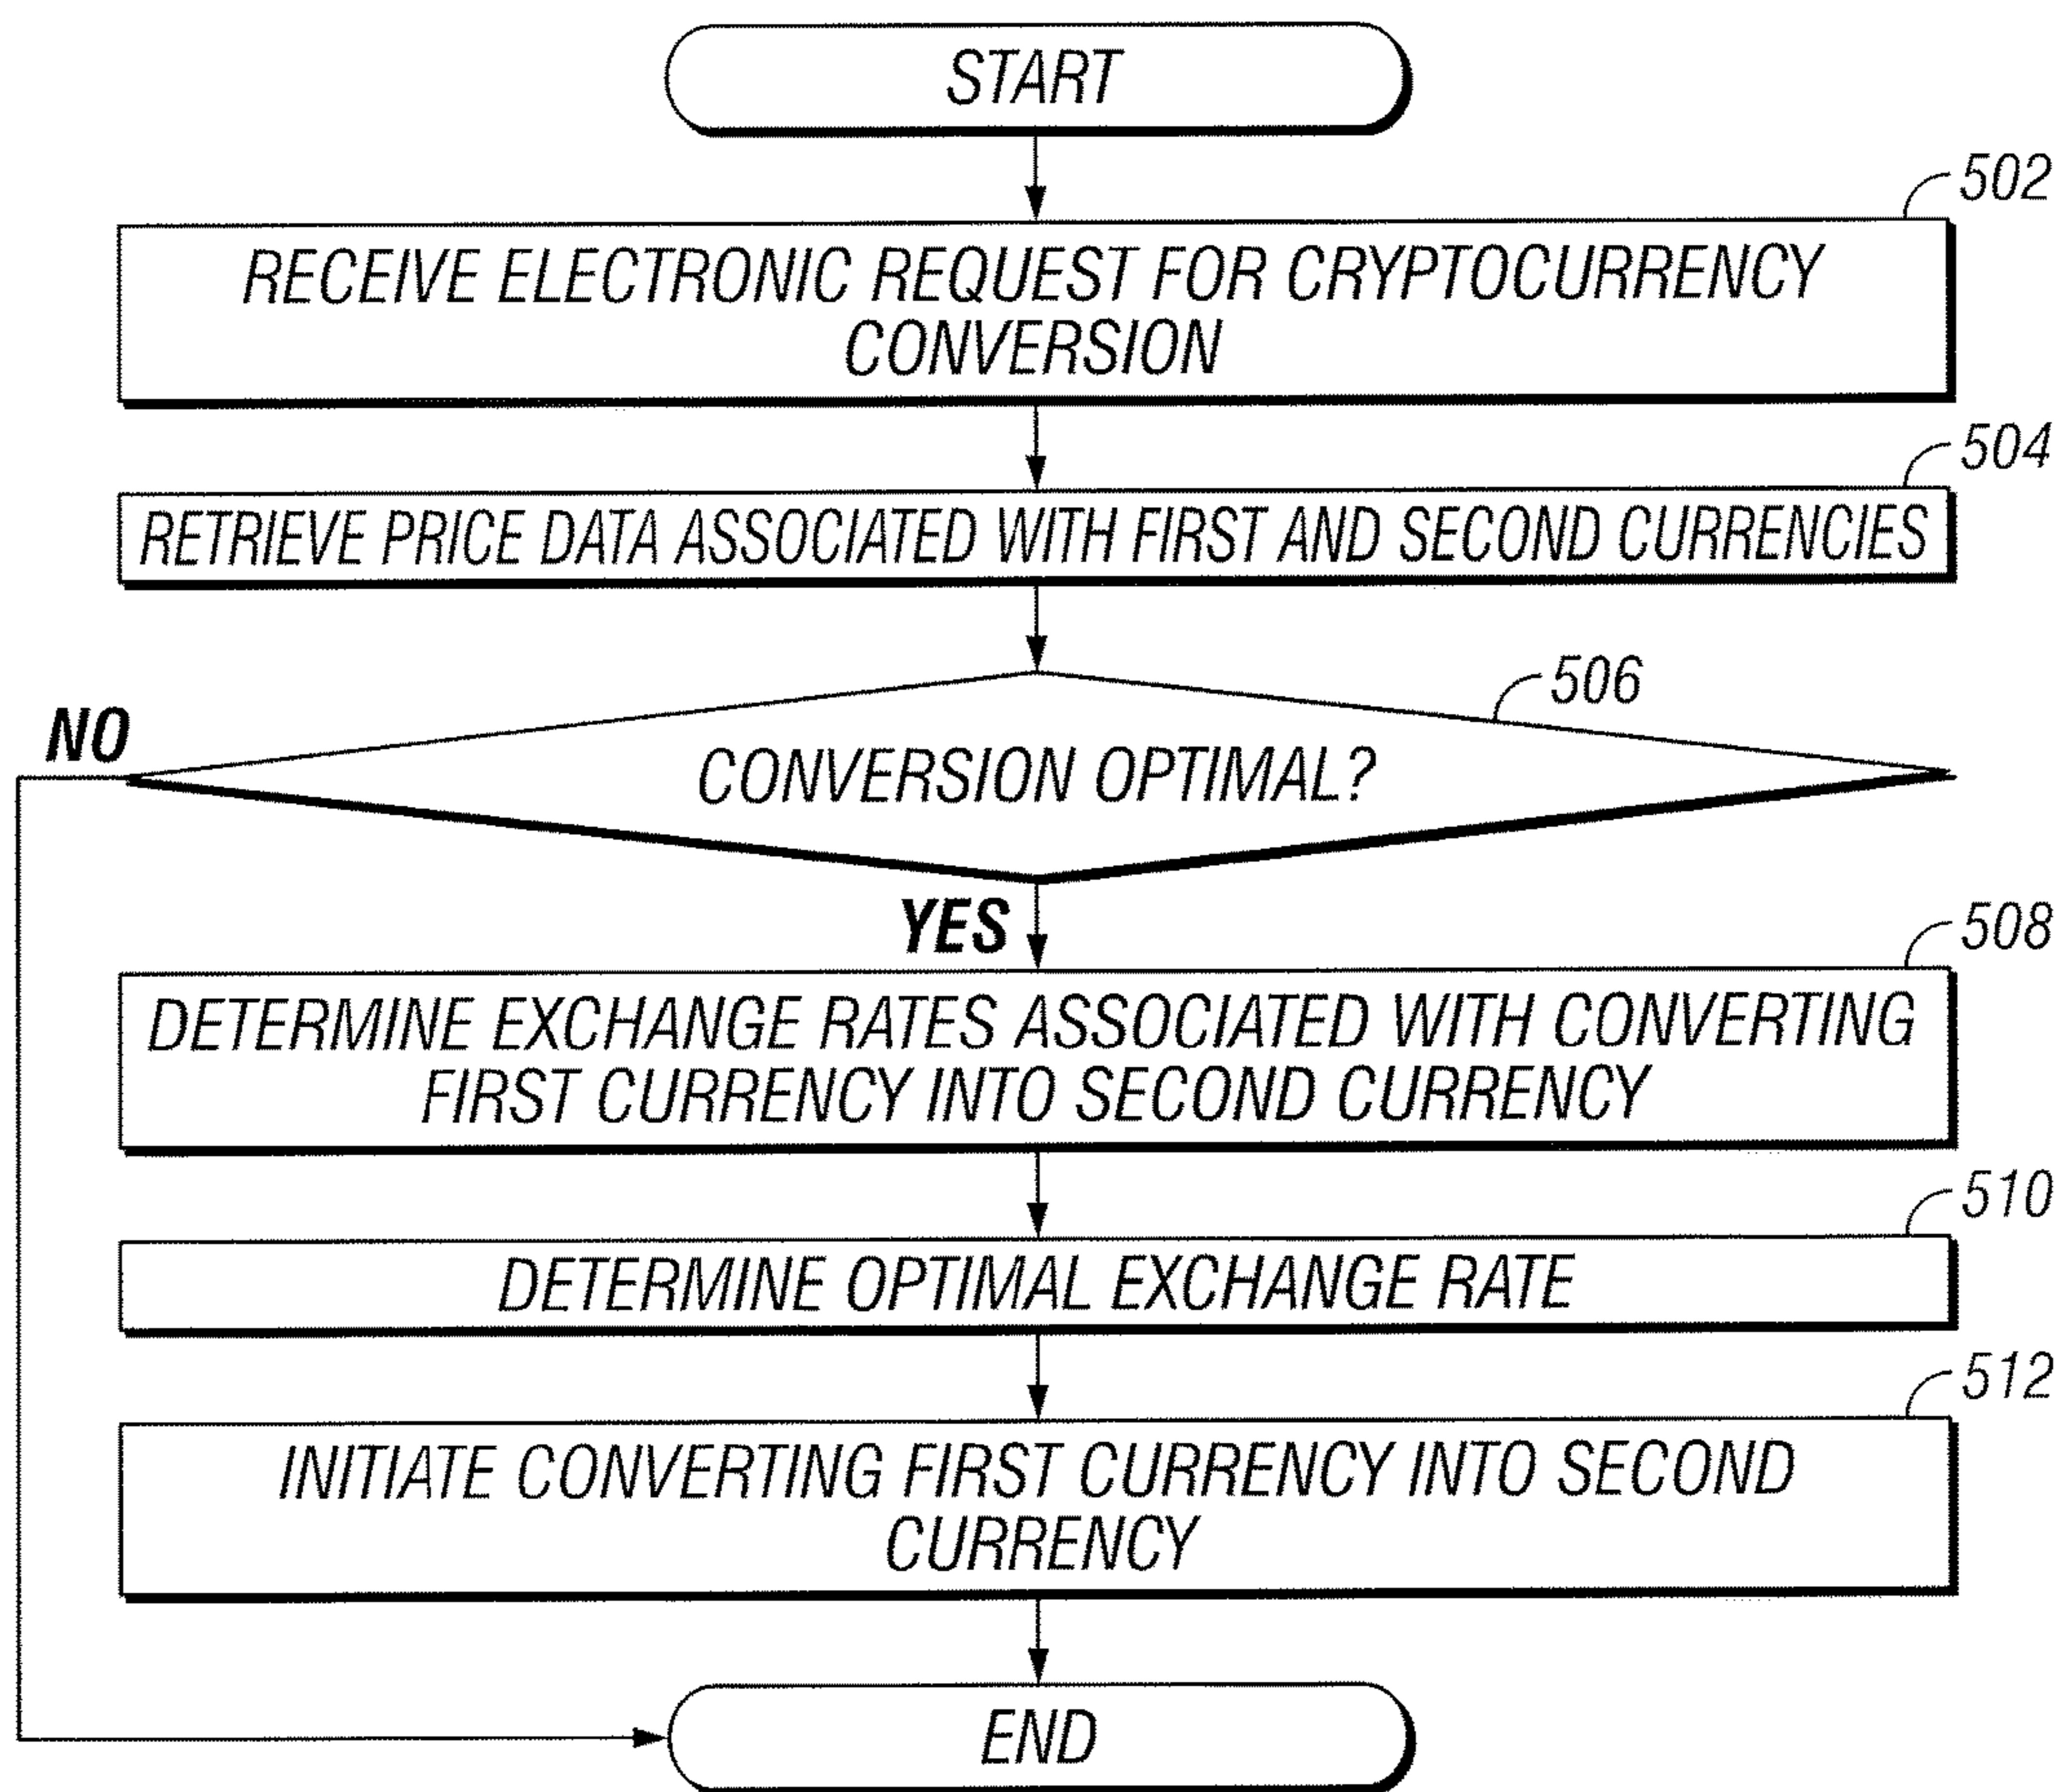 START
502
RECEIVE ELECTRONIC REQUEST FOR CRYPTOCURRENCY
CONVERSION
504
RETRIEVE PRICE DATA ASSOCIATED WITH FIRST AND SECOND CURRENCIES
506
NO
CONVERSION OPTIMAL?
YES
508
DETERMINE EXCHANGE RATES ASSOCIATED WITH CONVERTING
FIRST CURRENCY INTO SECOND CURRENCY
510
DETERMINE OPTIMAL EXCHANGE RATE
512
INITIATE CONVERTING FIRST CURRENCY INTO SECOND
CURRENCY
END